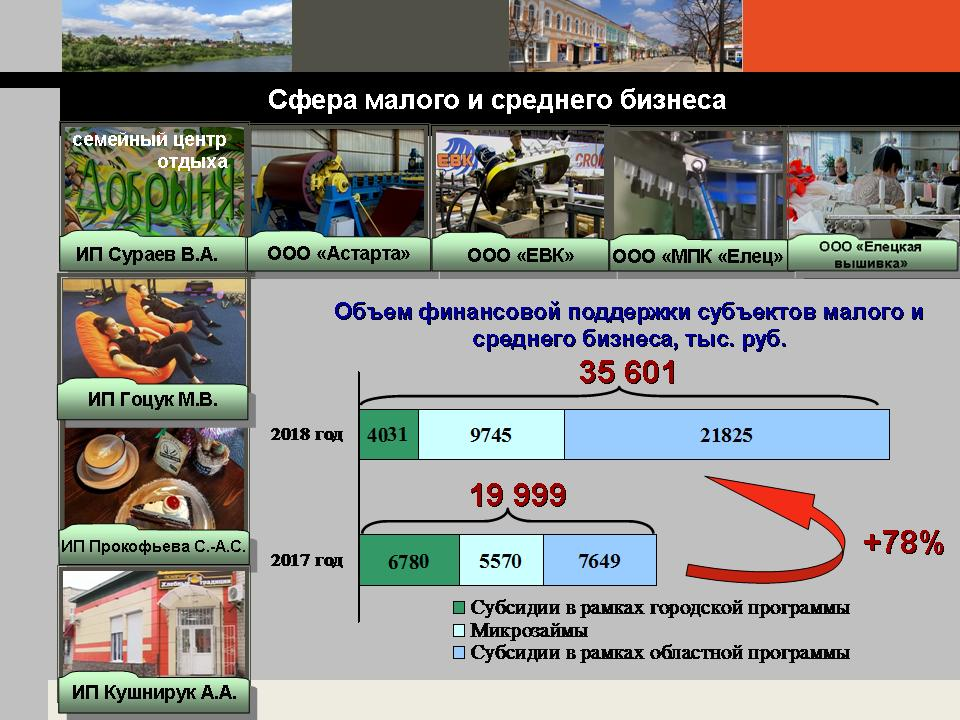 Сфера малого и среднего бизнеса
семейный центр
отдыха
Добрыня
ЕВК
CROW
ИП Сураев В.А.
ООО «Астарта»
ООО «ЕВК»
ООО «МПК «Елец»
ООО «Елецкая
вышивка»
ИП Гоцук М.В.
ИП Прокофьева С.-А.С.
ИП Кушнирук А.А.
Объем финансовой поддержки субъектов малого и
среднего бизнеса, тыс. руб.
35 601
2018 год 4031 9745 21825
19 999
+78%
2017 год 6780 5570 7649
Субсидии в рамках городской программы
Микрозаймы
Субсидии в рамках областной программы